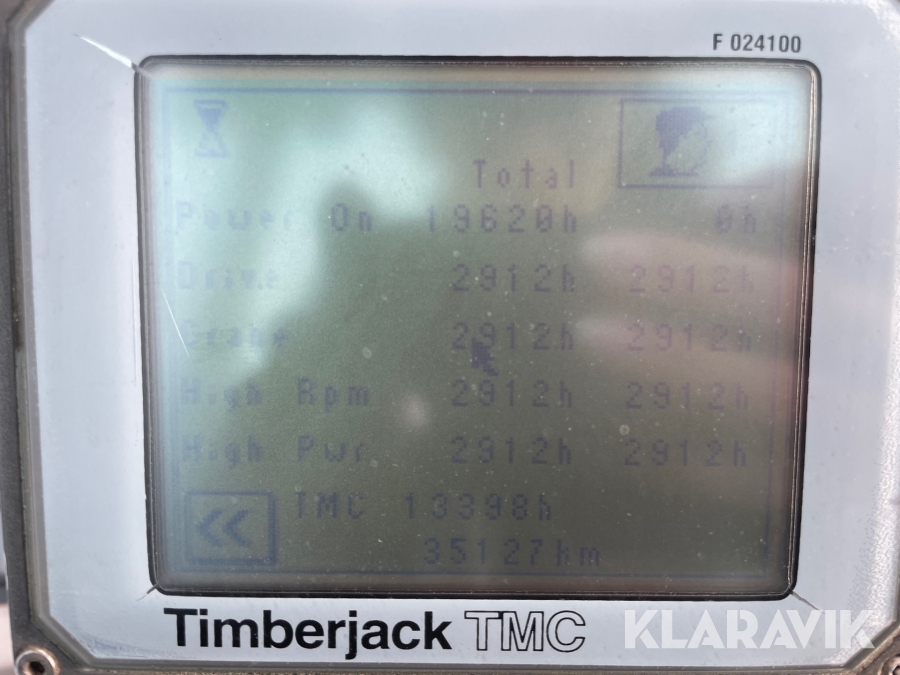 F 024100
Total
Power On 19620h 0h
Drive 2912h 2912h
Crane 2912h 2912h
High Rpm 2912h 2912h
High Pwr 2912h 2912h
<< TMC 13398h
35127km
Timberjack TMC
KLARAVIK